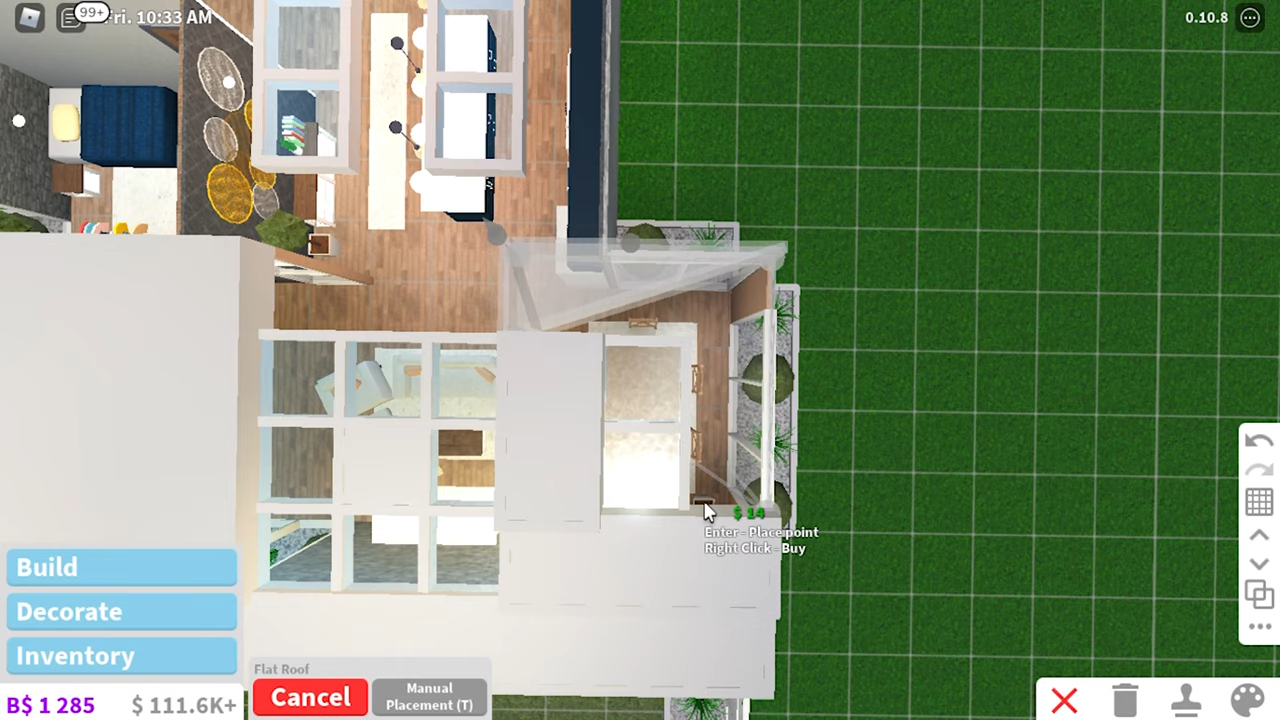 99+
Fri. 10:33 AM
0.10.8
$ 14
Enter - Place point
Right Click - Buy
Build
Decorate
Inventory
B$ 1 285
$ 111.6K+
Flat Roof
Cancel
Manual
Placement (T)